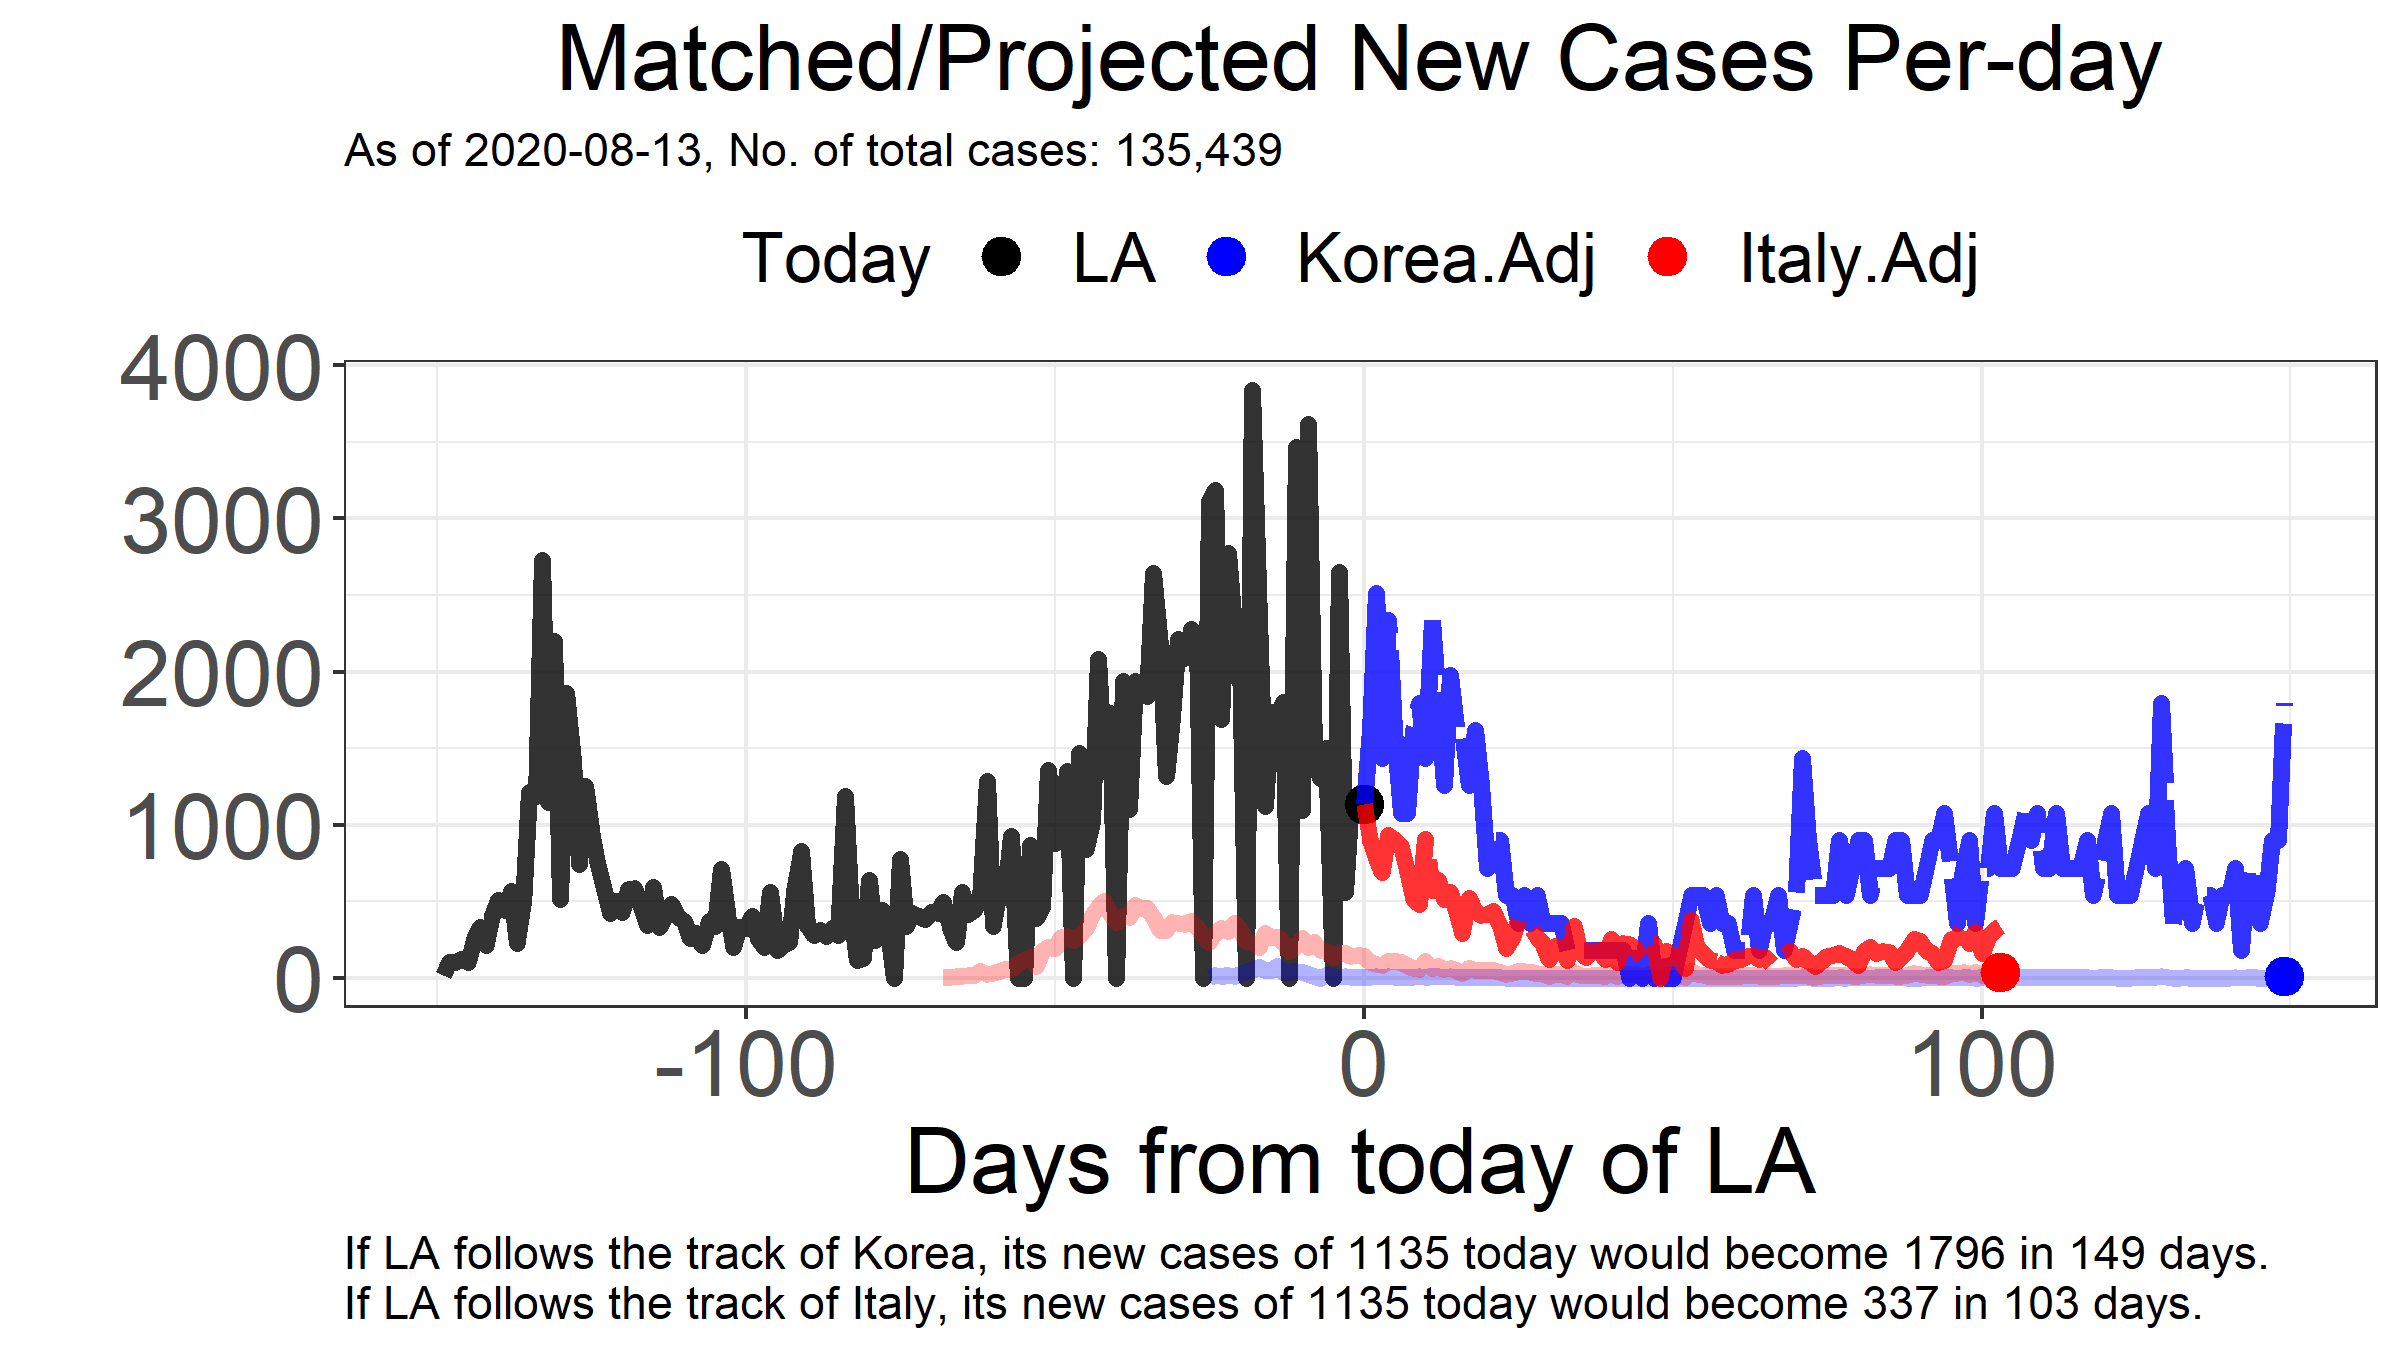 Matched/Projected New Cases Per-day
As of 2020-08-13, No. of total cases: 135,439
Today LA Korea.Adj Italy.Adj
4000
3000
2000
1000
0
-100 0 100
Days from today of LA
If LA follows the track of Korea, its new cases of 1135 today would become 1796 in 149 days.
If LA follows the track of Italy, its new cases of 1135 today would become 337 in 103 days.